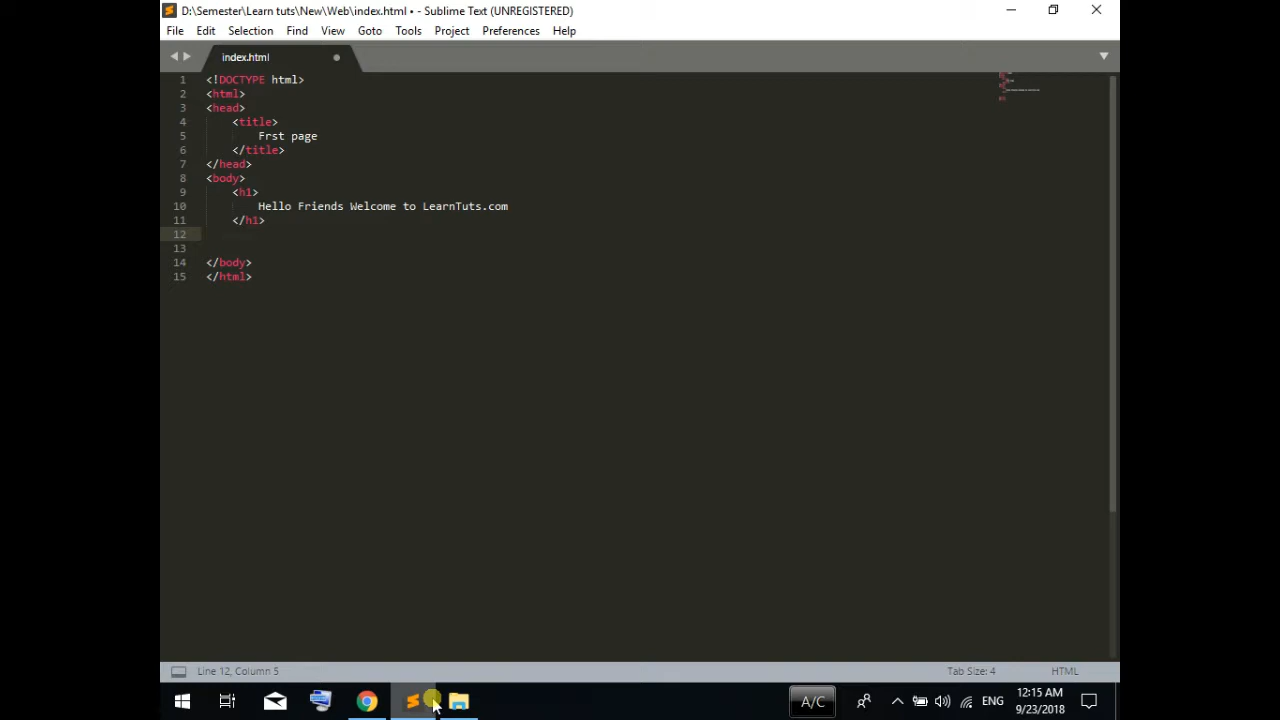 D:\Semester\Learn tuts\New\Web\index.html • - Sublime Text (UNREGISTERED)
File Edit Selection Find View Goto Tools Project Preferences Help
index.html
1 <!DOCTYPE html>
2 <html>
3 <head>
4 <title>
5 Frst page
6 </title>
7 </head>
8 <body>
9 <h1>
10 Hello Friends Welcome to LearnTuts.com
11 </h1>
12
13
14 </body>
15 </html>
Line 12, Column 5 Tab Size: 4 HTML
A/C ENG 12:15 AM
9/23/2018